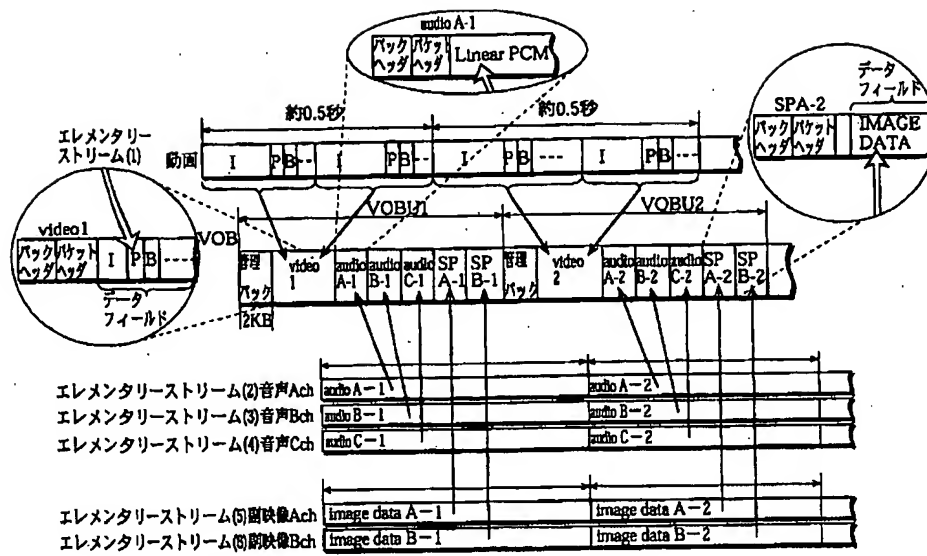 audio A-1
パック ヘッダ
パケット ヘッダ
Linear PCM
データ
フィールド
SPA-2
パック ヘッダ
パケット ヘッダ
IMAGE
DATA
約0.5秒
約0.5秒
エレメンタリー
ストリーム(1)
動画
I
P
B
I
P
B
I
P
B
I
P
B
VOBU1
VOBU2
VOB
video1
パック ヘッダ
パケット ヘッダ
I
P
B
データ
フィールド
管理 パック
video 1
audio A-1
audio B-1
audio C-1
SP A-1
SP B-1
管理 パック
video 2
audio A-2
audio B-2
audio C-2
SP A-2
SP B-2
2KB
エレメンタリーストリーム(2)音声Ach
audio A-1
audio A-2
エレメンタリーストリーム(3)音声Bch
audio B-1
audio B-2
エレメンタリーストリーム(4)音声Cch
audio C-1
audio C-2
エレメンタリーストリーム(5)副映像Ach
image data A-1
image data A-2
エレメンタリーストリーム(6)副映像Bch
image data B-1
image data B-2